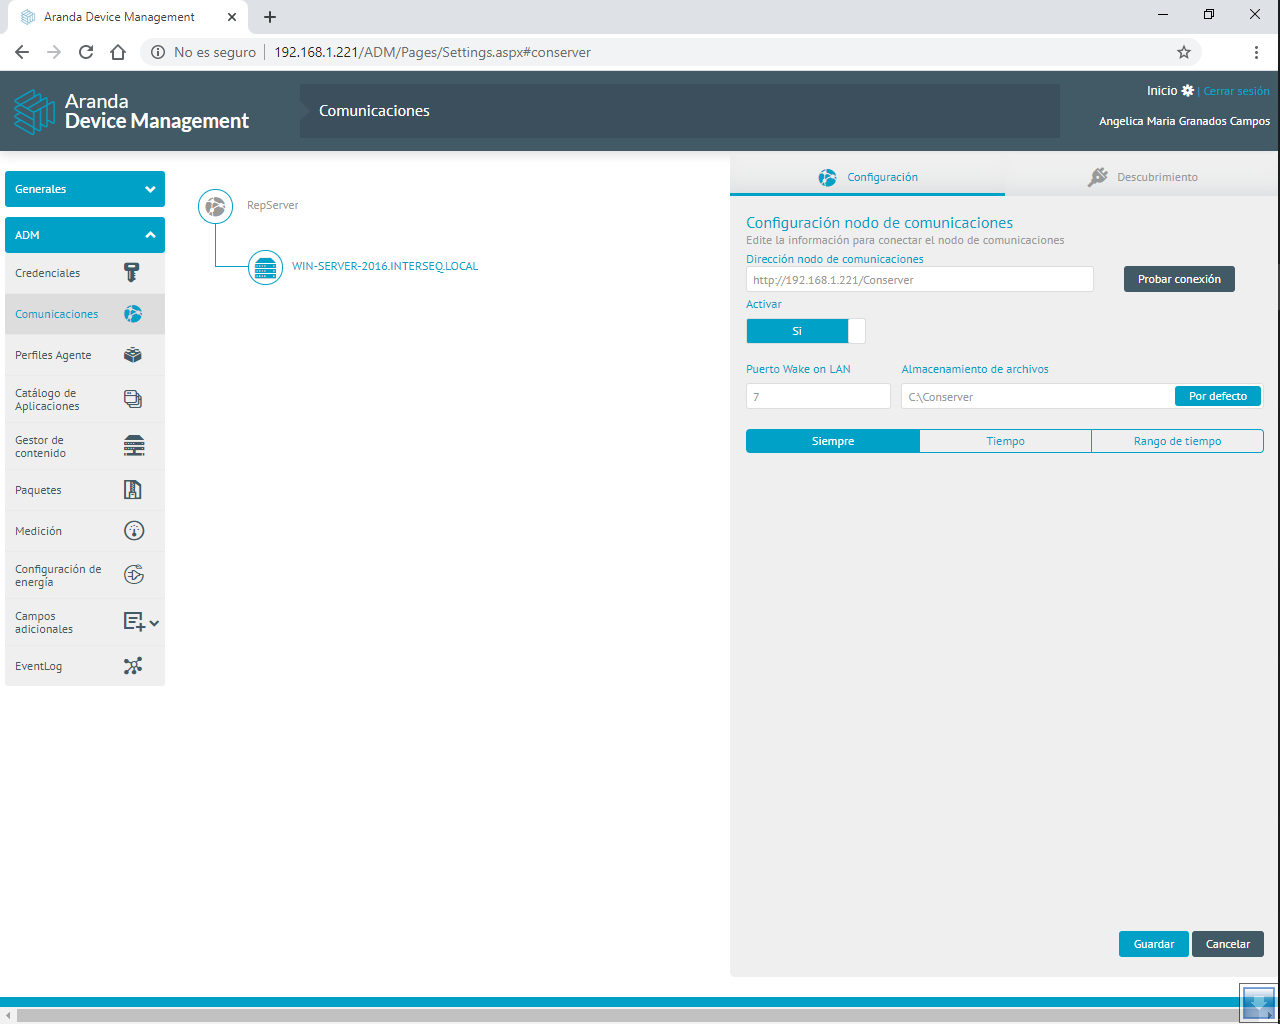 Aranda Device Management
No es seguro
192.168.1.221/ADM/Pages/Settings.aspx#conserver
Aranda
Device Management
Comunicaciones
Inicio | Cerrar sesión
Angelica Maria Granados Campos
Generales
ADM
Credenciales
Comunicaciones
Perfiles Agente
Catálogo de
Aplicaciones
Gestor de
contenido
Paquetes
Medición
Configuración de
energía
Campos
adicionales
EventLog
RepServer
WIN-SERVER-2016.INTERSEQ.LOCAL
Configuración
Descubrimiento
Configuración nodo de comunicaciones
Edite la información para conectar el nodo de comunicaciones
Dirección nodo de comunicaciones
http://192.168.1.221/Conserver
Probar conexión
Activar
Si
Puerto Wake on LAN
Almacenamiento de archivos
7
C:\Conserver
Por defecto
Siempre
Tiempo
Rango de tiempo
Guardar
Cancelar